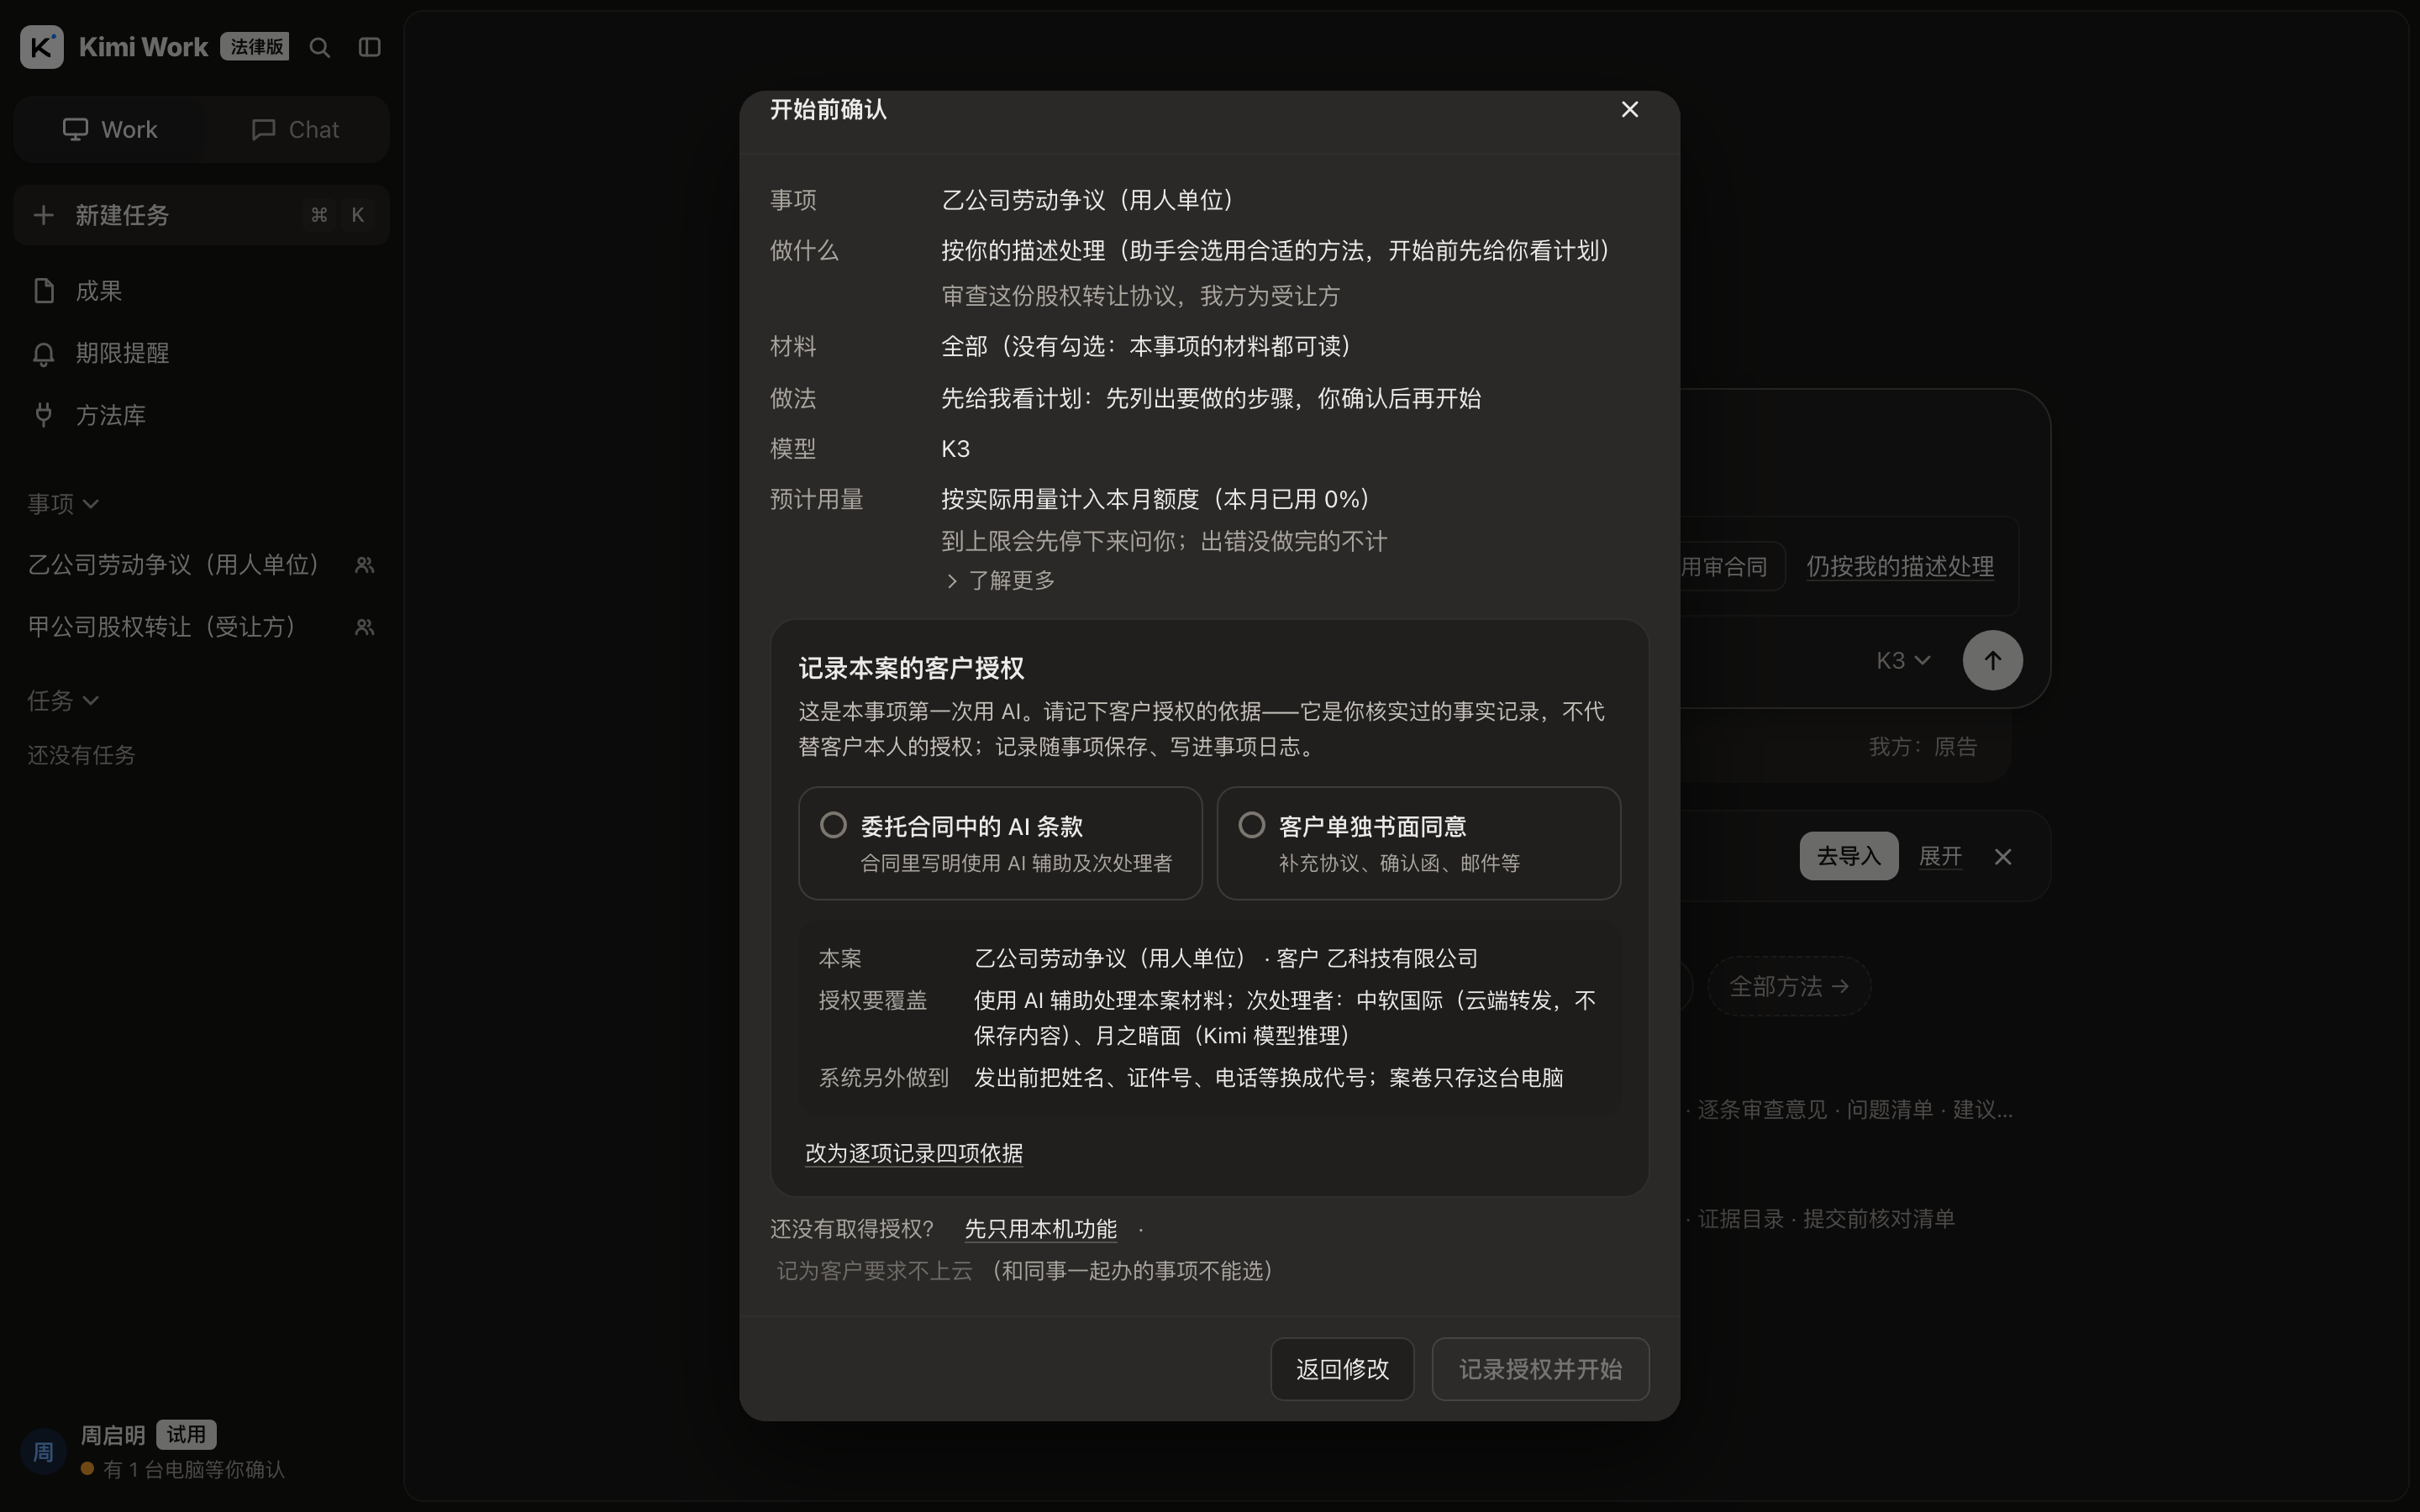 Kimi Work 法律版
Work
Chat
新建任务 ⌘ K
成果
期限提醒
方法库
事项
乙公司劳动争议（用人单位）
甲公司股权转让（受让方）
任务
还没有任务
周 周启明 试用
有 1 台电脑等你确认
开始前确认
事项 乙公司劳动争议（用人单位）
做什么 按你的描述处理（助手会选用合适的方法，开始前先给你看计划）
审查这份股权转让协议，我方为受让方
材料 全部（没有勾选：本事项的材料都可读）
做法 先给我看计划：先列出要做的步骤，你确认后再开始
模型 K3
预计用量 按实际用量计入本月额度（本月已用 0%）
到上限会先停下来问你；出错没做完的不计
了解更多
记录本案的客户授权
这是本事项第一次用 AI。请记下客户授权的依据——它是你核实过的事实记录，不代
替客户本人的授权；记录随事项保存、写进事项日志。
委托合同中的 AI 条款
合同里写明使用 AI 辅助及次处理者
客户单独书面同意
补充协议、确认函、邮件等
本案 乙公司劳动争议（用人单位） · 客户 乙科技有限公司
授权要覆盖 使用 AI 辅助处理本案材料；次处理者：中软国际（云端转发，不
保存内容）、月之暗面（Kimi 模型推理）
系统另外做到 发出前把姓名、证件号、电话等换成代号；案卷只存这台电脑
改为逐项记录四项依据
还没有取得授权？ 先只用本机功能 ·
记为客户要求不上云 （和同事一起办的事项不能选）
返回修改
记录授权并开始
用审合同 仍按我的描述处理
K3
我方：原告
去导入 展开
全部方法 →
· 逐条审查意见 · 问题清单 · 建议...
· 证据目录 · 提交前核对清单